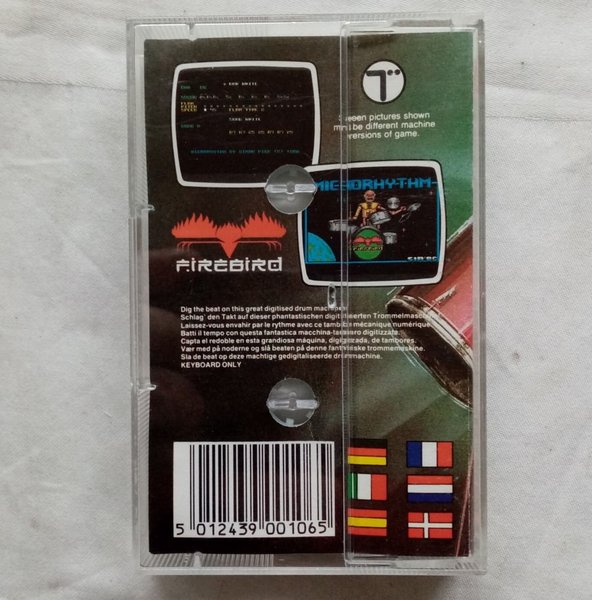 Screen pictures shown
must be different machine
versions of game.
MICRORHYTHM
FIREBIRD
Dig the beat on this great digitised drum machine.
Schlag' den Takt auf dieser phantastischen digitalisierten Trommelmaschine.
Laissez-vous envahir par le rythme avec ce tambour mécanique numérique.
Batti il tempo con questa fantastica macchina-tamburo digitizzata.
Capta el redoble en esta grandiosa máquina, digitizada, de tambores.
Vær med på noderne og slå beaten på denne fantastiske trommemaskine.
Sla de beat op deze machtige gedigitaliseerde drummachine.
KEYBOARD ONLY
5 012439 001065